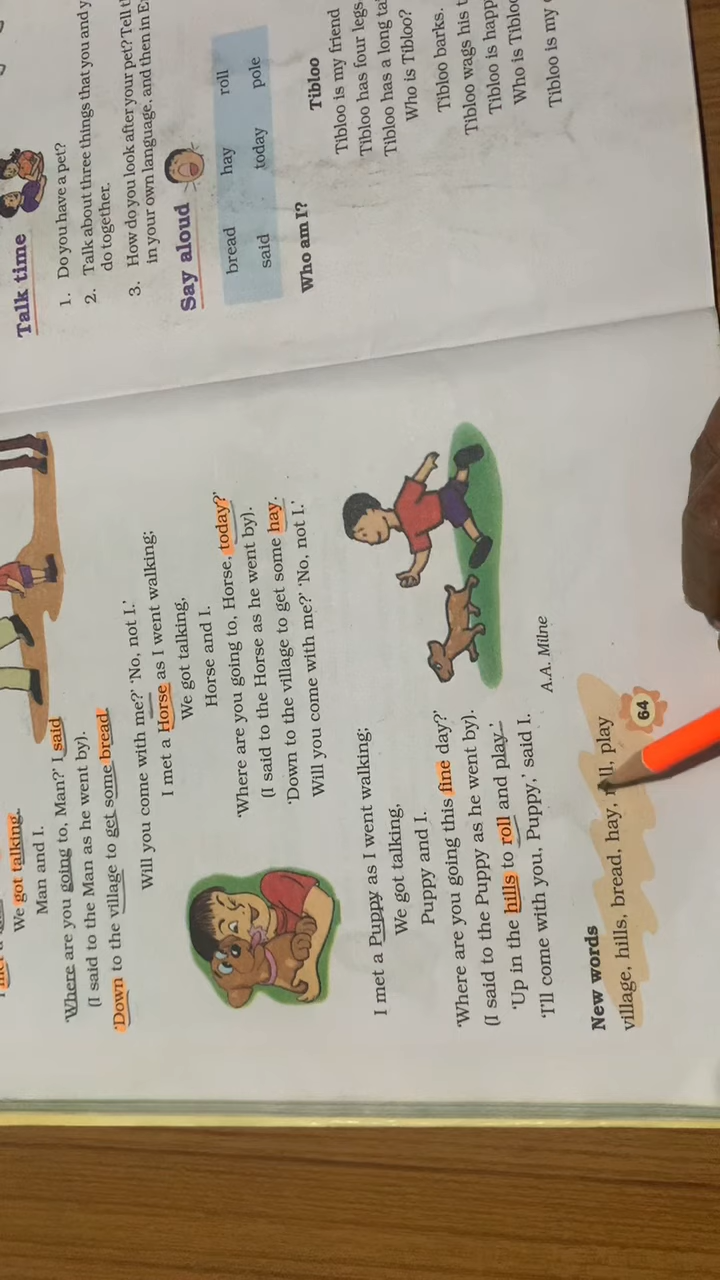 We got talking.
Man and I.
'Where are you going to, Man?' I said
(I said to the Man as he went by).
'Down to the village to get some bread.
Will you come with me?' 'No, not I.'
I met a Horse as I went walking;
We got talking,
Horse and I.
'Where are you going to, Horse, today?'
(I said to the Horse as he went by).
'Down to the village to get some hay.
Will you come with me?' 'No, not I.'
I met a Puppy as I went walking;
We got talking,
Puppy and I.
'Where are you going this fine day?'
(I said to the Puppy as he went by).
'Up in the hills to roll and play.'
'I'll come with you, Puppy,' said I.
A.A. Milne
New words
village, hills, bread, hay, roll, play
64
Talk time
1. Do you have a pet?
2. Talk about three things that you and
do together.
3. How do you look after your pet? Tell
in your own language, and then in
Say aloud
bread hay roll
said today pole
Who am I?
Tibloo
Tibloo is my friend
Tibloo has four legs
Tibloo has a long
Who is Tibloo?
Tibloo barks.
Tibloo wags his
Tibloo is
Who is
Tibloo is my